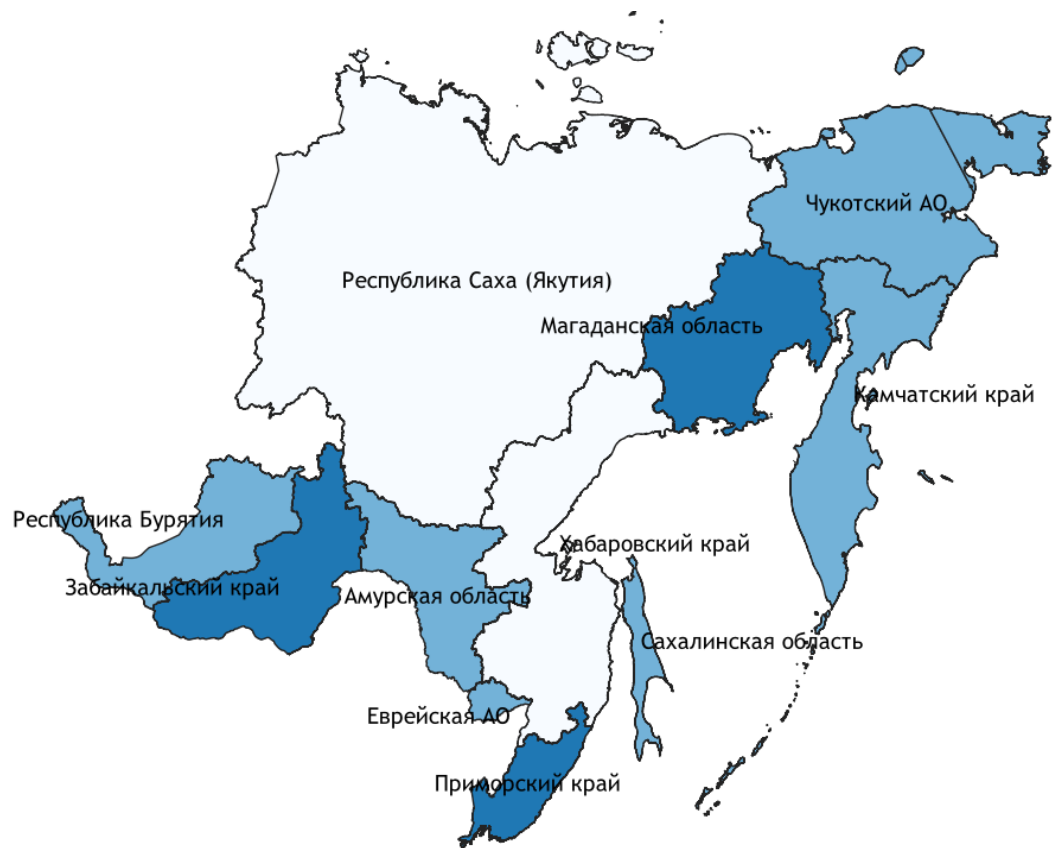 Чукотский АО
Республика Саха (Якутия)
Магаданская область
Камчатский край
Республика Бурятия
Хабаровский край
Забайкальский край
Амурская область
Сахалинская область
Еврейская АО
Приморский край